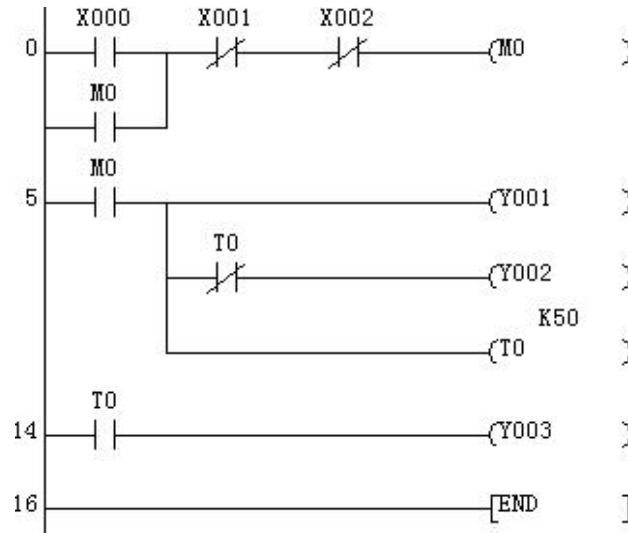 X000 X001 X002
0 (M0 )
M0
M0
5 (Y001 )
T0
(Y002 )
K50
(T0 )
T0
14 (Y003 )
16 [END ]